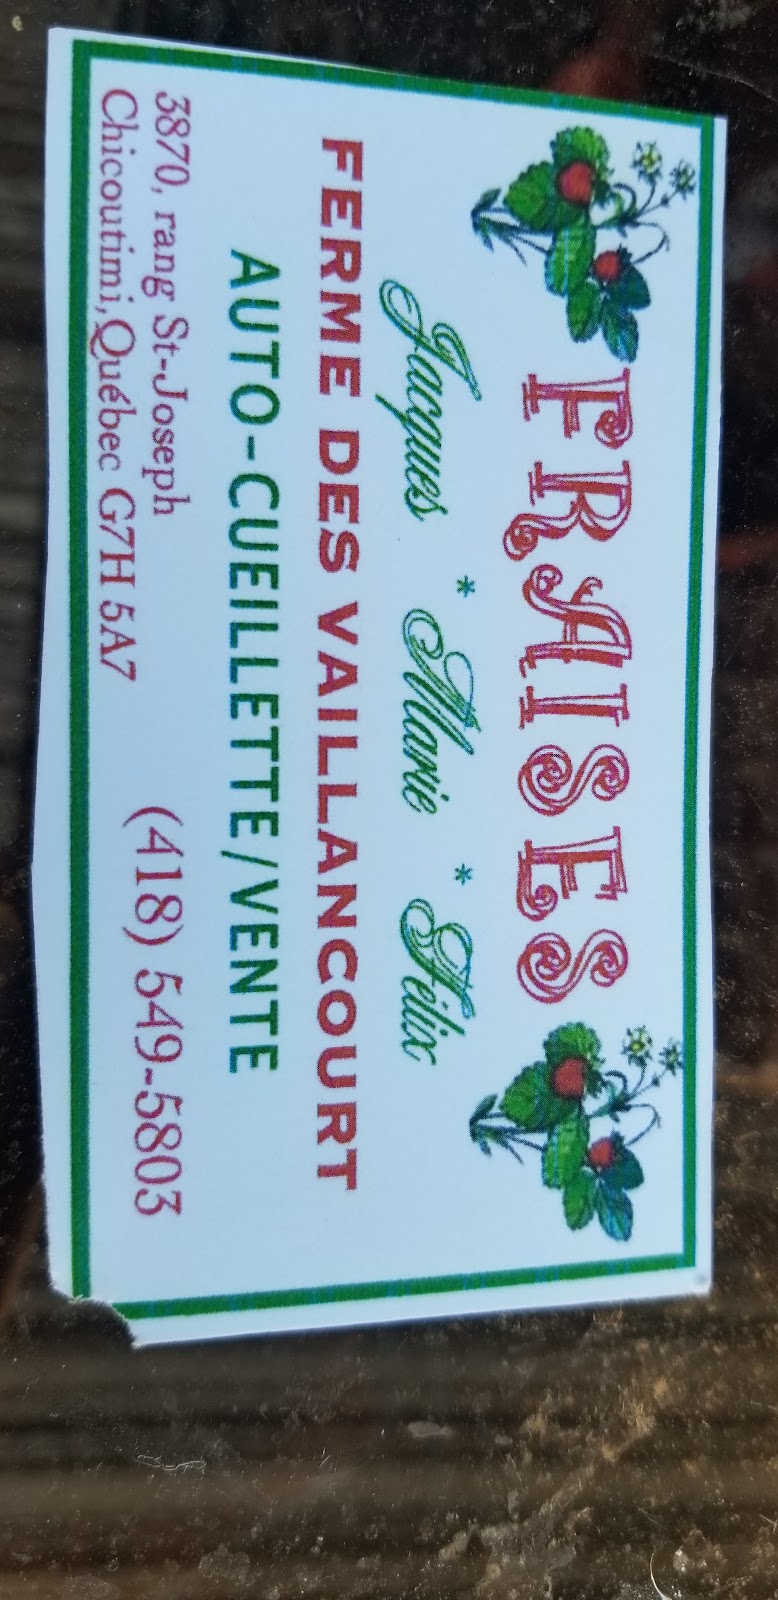 FRAISES
Jacques * Marie * Félix
FERME DES VAILLANCOURT
AUTO-CUEILLETTE/VENTE
3870, rang St-Joseph
Chicoutimi, Québec G7H 5A7
(418) 549-5803